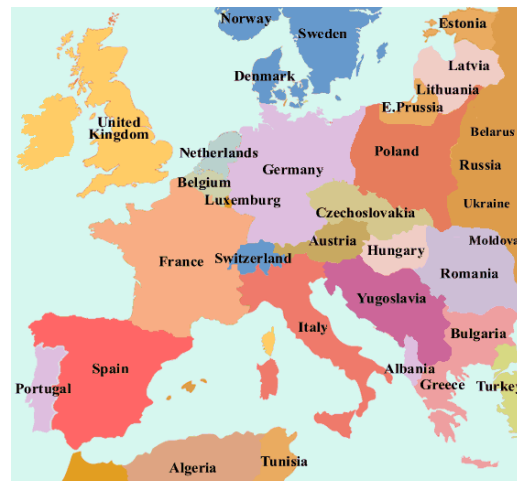 Norway
Sweden
Estonia
Latvia
Denmark
Lithuania
E.Prussia
United
Kingdom
Belarus
Netherlands
Poland
Germany
Russia
Belgium
Luxemburg
Ukraine
Czechoslovakia
Austria
Moldova
Hungary
Switzerland
France
Romania
Yugoslavia
Italy
Bulgaria
Spain
Albania
Portugal
Greece
Turkey
Algeria
Tunisia